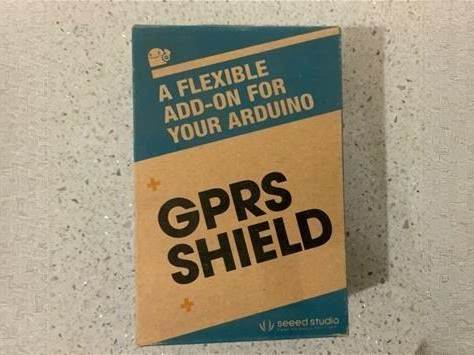 A FLEXIBLE
ADD-ON FOR
YOUR ARDUINO
GPRS
SHIELD
seeed studio